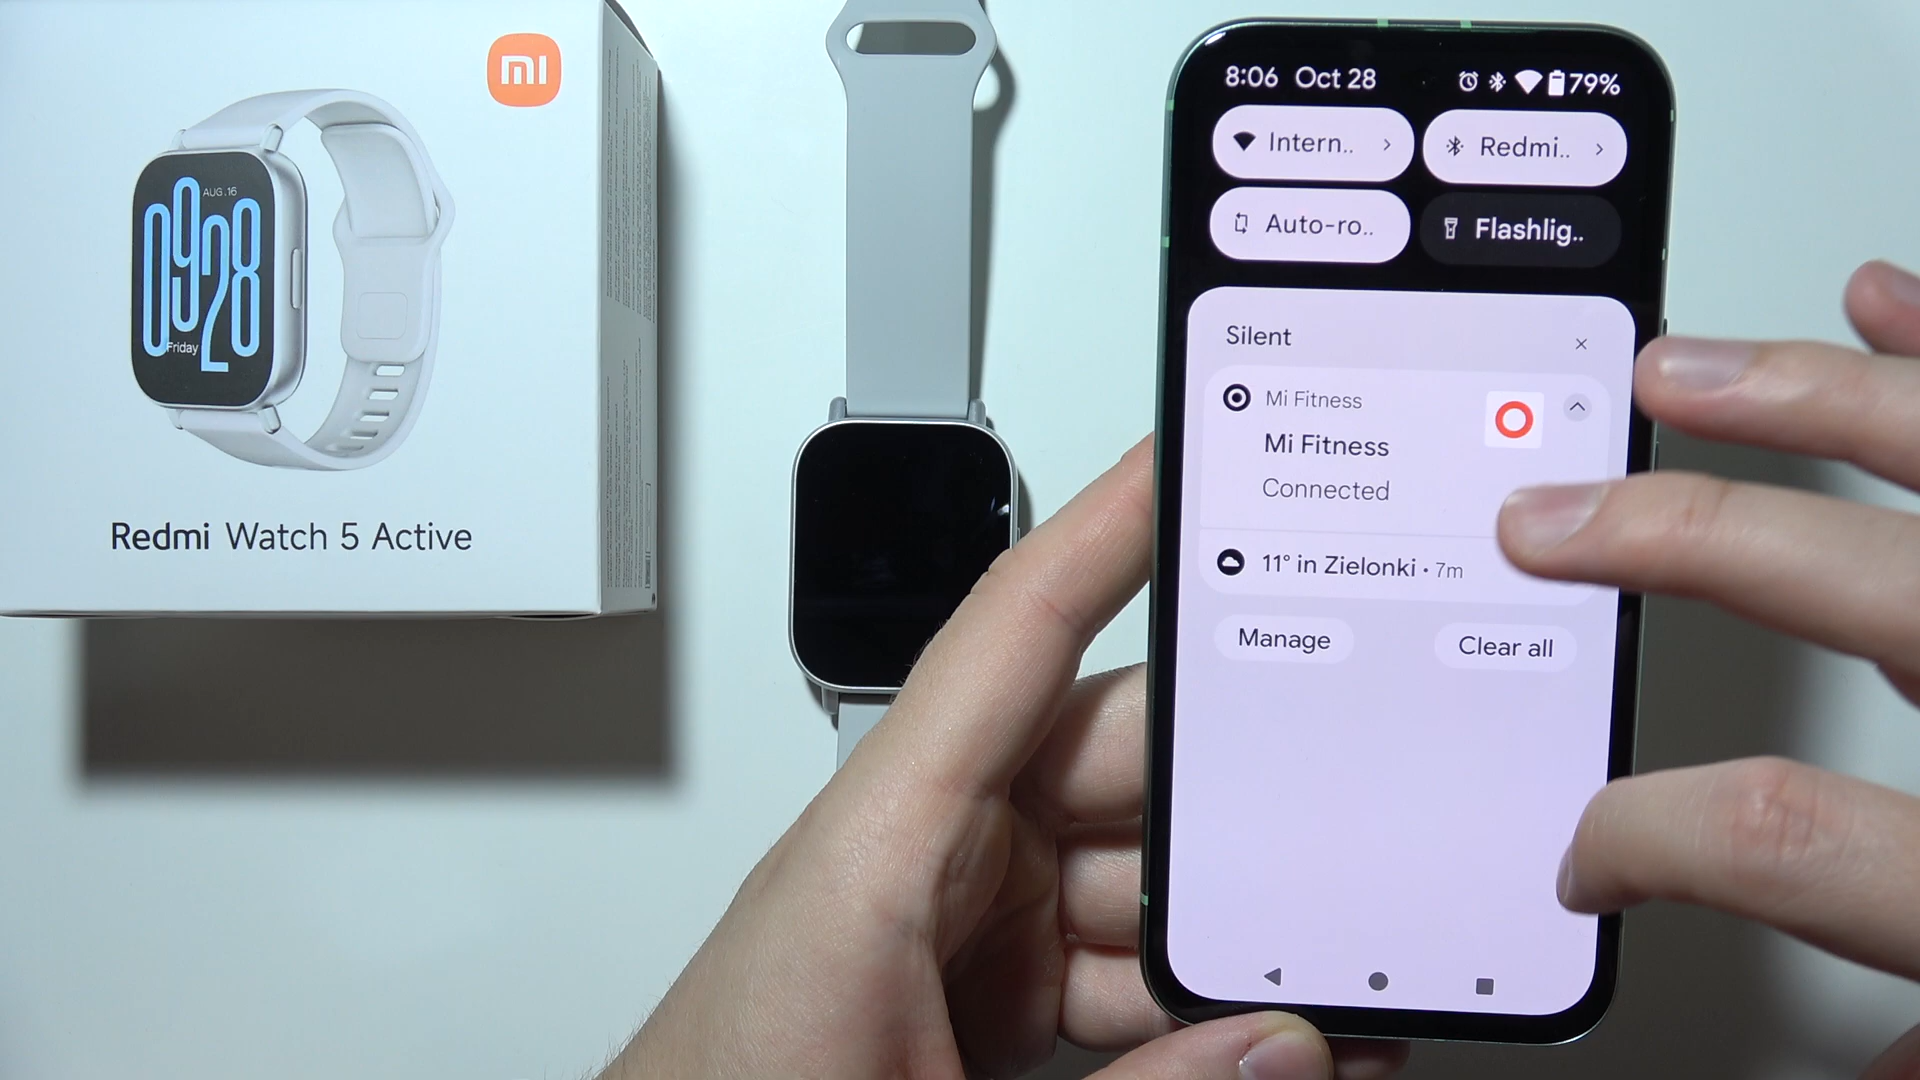 mi
AUG.16
0928
Friday
Redmi Watch 5 Active
8:06 Oct 28
79%
Intern..
Redmi..
Auto-ro..
Flashlig..
Silent
Mi Fitness
Mi Fitness
Connected
11° in Zielonki • 7m
Manage
Clear all